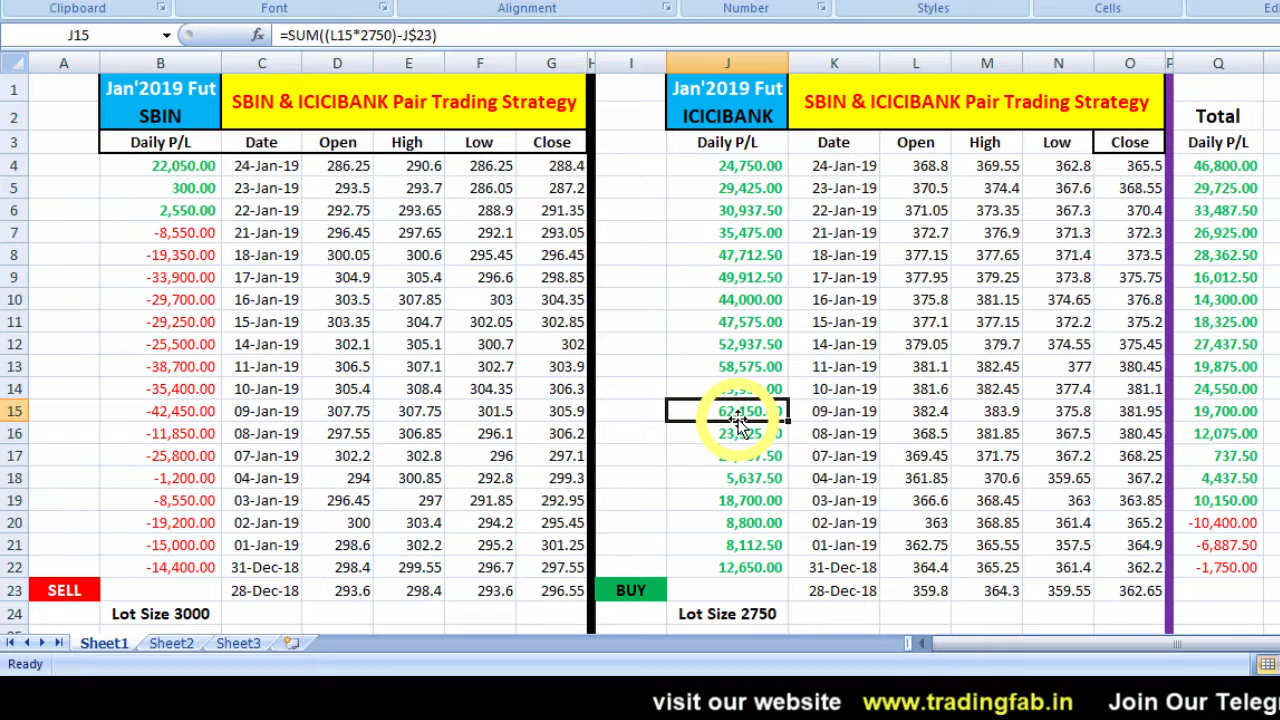 Clipboard Font Alignment Number Styles Cells
J15 fx =SUM((L15*2750)-J$23)
A B C D E F G H I J K L M N O P Q
1 Jan'2019 Fut SBIN & ICICIBANK Pair Trading Strategy Jan'2019 Fut SBIN & ICICIBANK Pair Trading Strategy
2 SBIN ICICIBANK Total
3 Daily P/L Date Open High Low Close Daily P/L Date Open High Low Close Daily P/L
4 22,050.00 24-Jan-19 286.25 290.6 286.25 288.4 24,750.00 24-Jan-19 368.8 369.55 362.8 365.5 46,800.00
5 300.00 23-Jan-19 293.5 293.7 286.05 287.2 29,425.00 23-Jan-19 370.5 374.4 367.6 368.55 29,725.00
6 2,550.00 22-Jan-19 292.75 293.65 288.9 291.35 30,937.50 22-Jan-19 371.05 373.35 367.3 370.4 33,487.50
7 -8,550.00 21-Jan-19 296.45 297.65 292.1 293.05 35,475.00 21-Jan-19 372.7 376.9 371.3 372.3 26,925.00
8 -19,350.00 18-Jan-19 300.05 300.6 295.45 296.45 47,712.50 18-Jan-19 377.15 377.65 371.4 373.5 28,362.50
9 -33,900.00 17-Jan-19 304.9 305.4 296.6 298.85 49,912.50 17-Jan-19 377.95 379.25 373.8 375.75 16,012.50
10 -29,700.00 16-Jan-19 303.5 307.85 303 304.35 44,000.00 16-Jan-19 375.8 381.15 374.65 376.8 14,300.00
11 -29,250.00 15-Jan-19 303.35 304.7 302.05 302.85 47,575.00 15-Jan-19 377.1 377.15 372.2 375.2 18,325.00
12 -25,500.00 14-Jan-19 302.1 305.1 300.7 302 52,937.50 14-Jan-19 379.05 379.7 374.55 375.45 27,437.50
13 -38,700.00 11-Jan-19 306.5 307.1 302.7 303.9 58,575.00 11-Jan-19 381.1 382.45 377 380.45 19,875.00
14 -35,400.00 10-Jan-19 305.4 308.4 304.35 306.3 10-Jan-19 381.6 382.45 377.4 381.1 24,550.00
15 -42,450.00 09-Jan-19 307.75 307.75 301.5 305.9 62,150.00 09-Jan-19 382.4 383.9 375.8 381.95 19,700.00
16 -11,850.00 08-Jan-19 297.55 306.85 296.1 306.2 08-Jan-19 368.5 381.85 367.5 380.45 12,075.00
17 -25,800.00 07-Jan-19 302.2 302.8 296 297.1 07-Jan-19 369.45 371.75 367.2 368.25 737.50
18 -1,200.00 04-Jan-19 294 300.85 292.8 299.3 5,637.50 04-Jan-19 361.85 370.6 359.65 367.2 4,437.50
19 -8,550.00 03-Jan-19 296.45 297 291.85 292.95 18,700.00 03-Jan-19 366.6 368.45 363 363.85 10,150.00
20 -19,200.00 02-Jan-19 300 303.4 294.2 295.45 8,800.00 02-Jan-19 363 368.85 361.4 365.2 -10,400.00
21 -15,000.00 01-Jan-19 298.6 302.2 295.2 301.25 8,112.50 01-Jan-19 362.75 365.55 357.5 364.9 -6,887.50
22 -14,400.00 31-Dec-18 298.4 299.55 296.7 297.55 12,650.00 31-Dec-18 361.4 365.25 361.4 362.2 -1,750.00
23 SELL 28-Dec-18 293.6 298.4 293.6 296.55 BUY 28-Dec-18 359.8 364.3 359.55 362.65
24 Lot Size 3000 Lot Size 2750
Sheet1 Sheet2 Sheet3
Ready
visit our website www.tradingfab.in Join Our Teleg